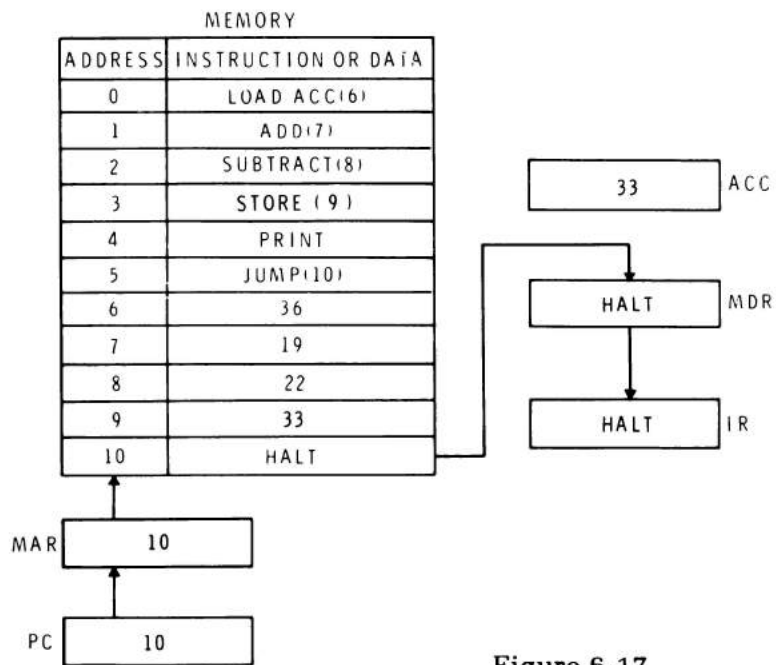 MEMORY
ADDRESS INSTRUCTION OR DATA
0 LOAD ACC(6)
1 ADD(7)
2 SUBTRACT(8)
3 STORE (9)
4 PRINT
5 JUMP(10)
6 36
7 19
8 22
9 33
10 HALT
33 ACC
HALT MDR
HALT IR
MAR 10
PC 10
Figure 6-17